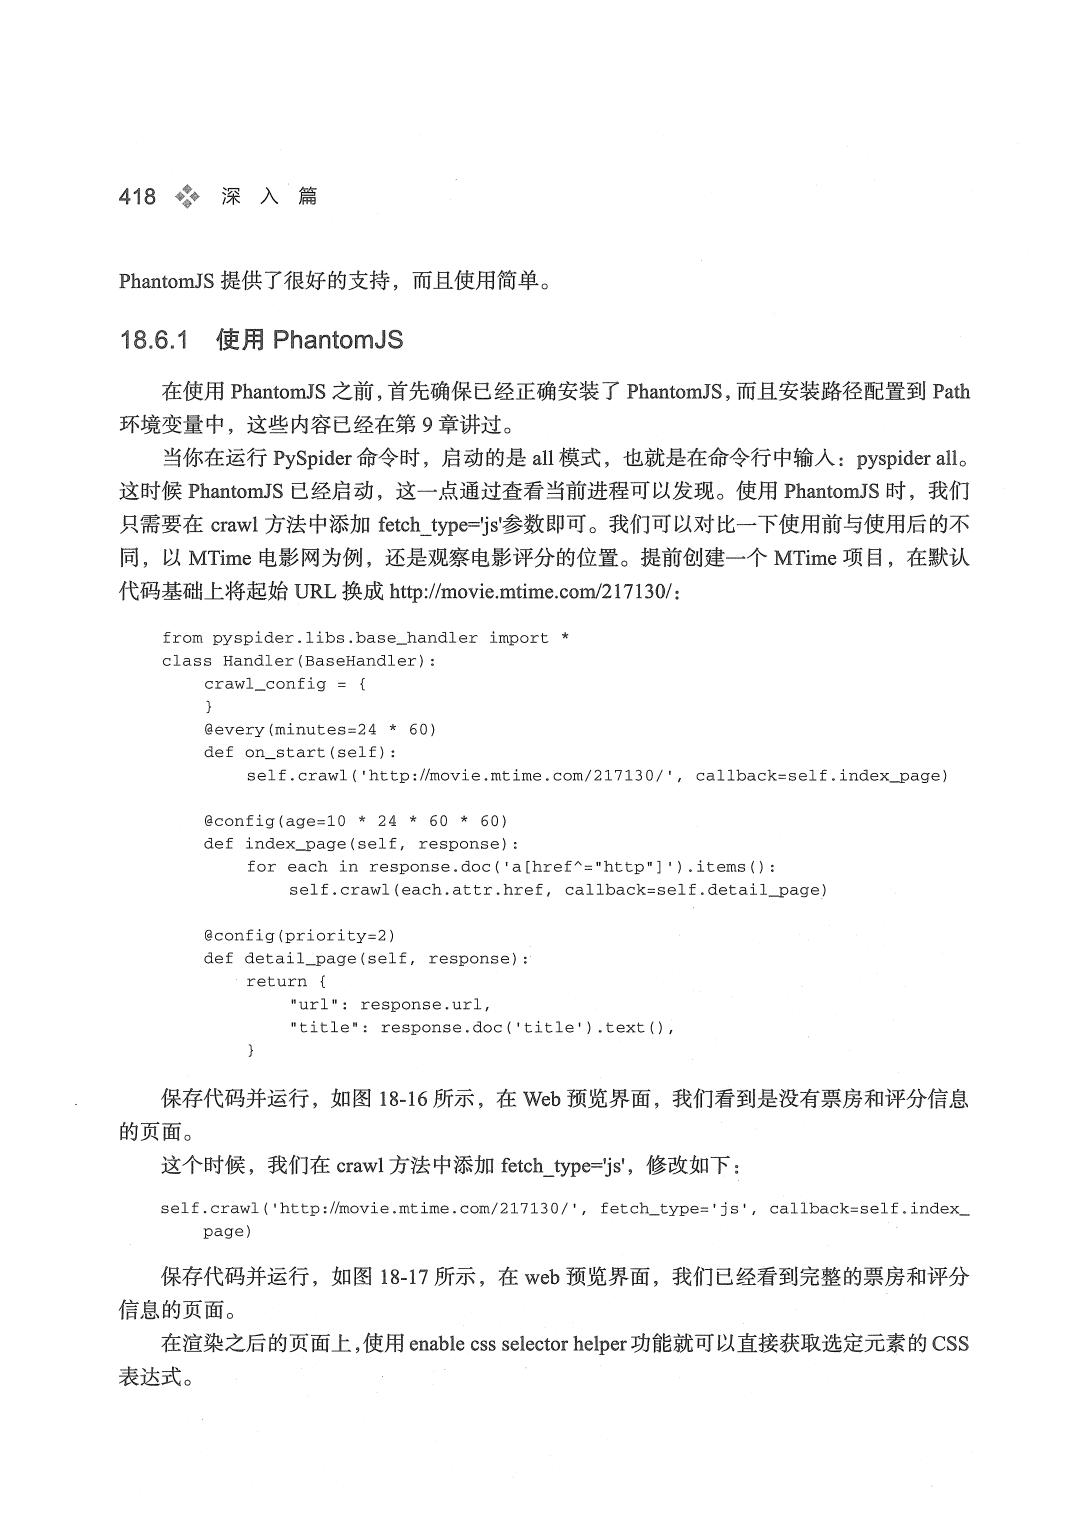 418 深 入 篇
PhantomJS 提供了很好的支持，而且使用简单。
18.6.1 使用 PhantomJS
在使用 PhantomJS 之前，首先确保已经正确安装了 PhantomJS，而且安装路径配置到 Path
环境变量中，这些内容已经在第 9 章讲过。
当你在运行 PySpider 命令时，启动的是 all 模式，也就是在命令行中输入：pyspider all。
这时候 PhantomJS 已经启动，这一点通过查看当前进程可以发现。使用 PhantomJS 时，我们
只需要在 crawl 方法中添加 fetch_type='js'参数即可。我们可以对比一下使用前与使用后的不
同，以 MTime 电影网为例，还是观察电影评分的位置。提前创建一个 MTime 项目，在默认
代码基础上将起始 URL 换成 http://movie.mtime.com/217130/：
from pyspider.libs.base_handler import *
class Handler(BaseHandler):
    crawl_config = {
    }
    @every(minutes=24 * 60)
    def on_start(self):
        self.crawl('http://movie.mtime.com/217130/', callback=self.index_page)
    @config(age=10 * 24 * 60 * 60)
    def index_page(self, response):
        for each in response.doc('a[href^="http"]').items():
            self.crawl(each.attr.href, callback=self.detail_page)
    @config(priority=2)
    def detail_page(self, response):
        return {
            "url": response.url,
            "title": response.doc('title').text(),
        }
保存代码并运行，如图 18-16 所示，在 Web 预览界面，我们看到是没有票房和评分信息
的页面。
这个时候，我们在 crawl 方法中添加 fetch_type='js'，修改如下：
self.crawl('http://movie.mtime.com/217130/', fetch_type='js', callback=self.index_
    page)
保存代码并运行，如图 18-17 所示，在 web 预览界面，我们已经看到完整的票房和评分
信息的页面。
在渲染之后的页面上，使用 enable css selector helper 功能就可以直接获取选定元素的 CSS
表达式。